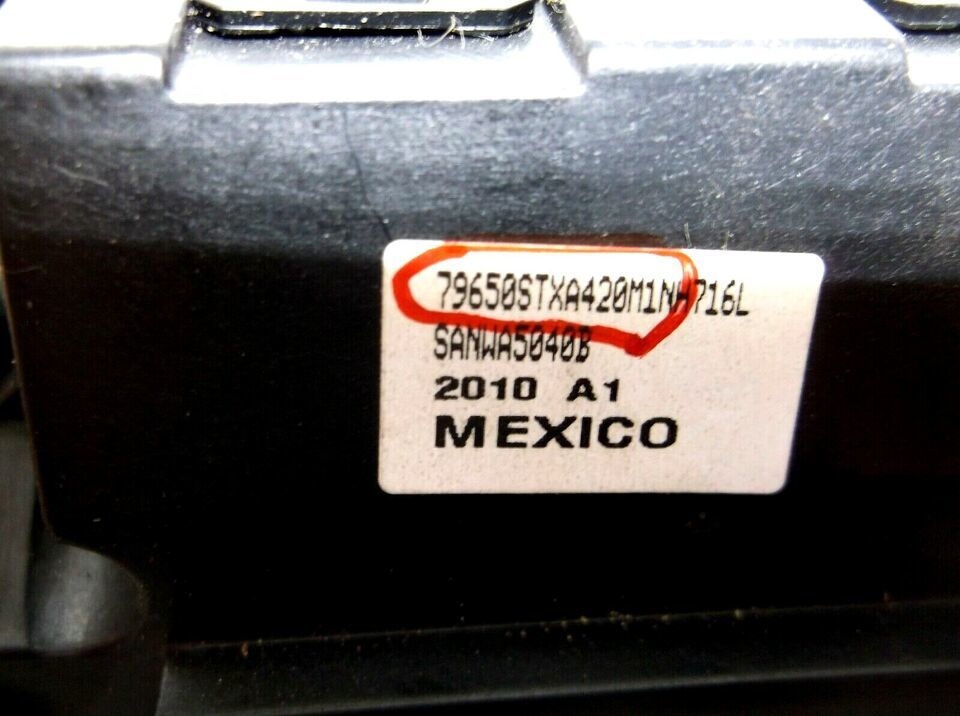 79650STXA420M1NH716L
SANWA5040B
2010 A1
MEXICO